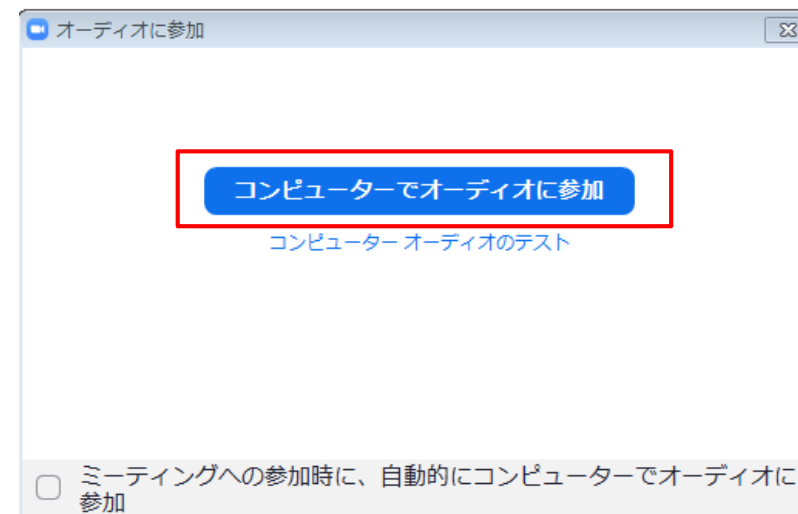 オーディオに参加
コンピューターでオーディオに参加
コンピューター オーディオのテスト
ミーティングへの参加時に、自動的にコンピューターでオーディオに
参加